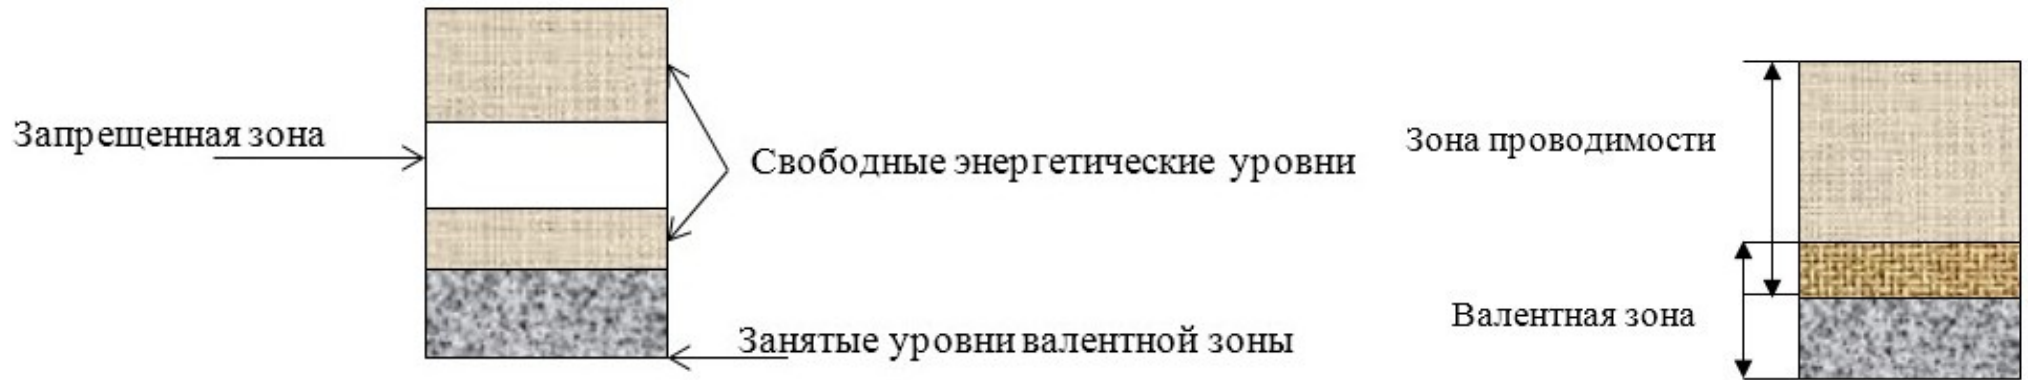 Запрещенная зона
Свободные энергетические уровни
Занятые уровни валентной зоны
Зона проводимости
Валентная зона